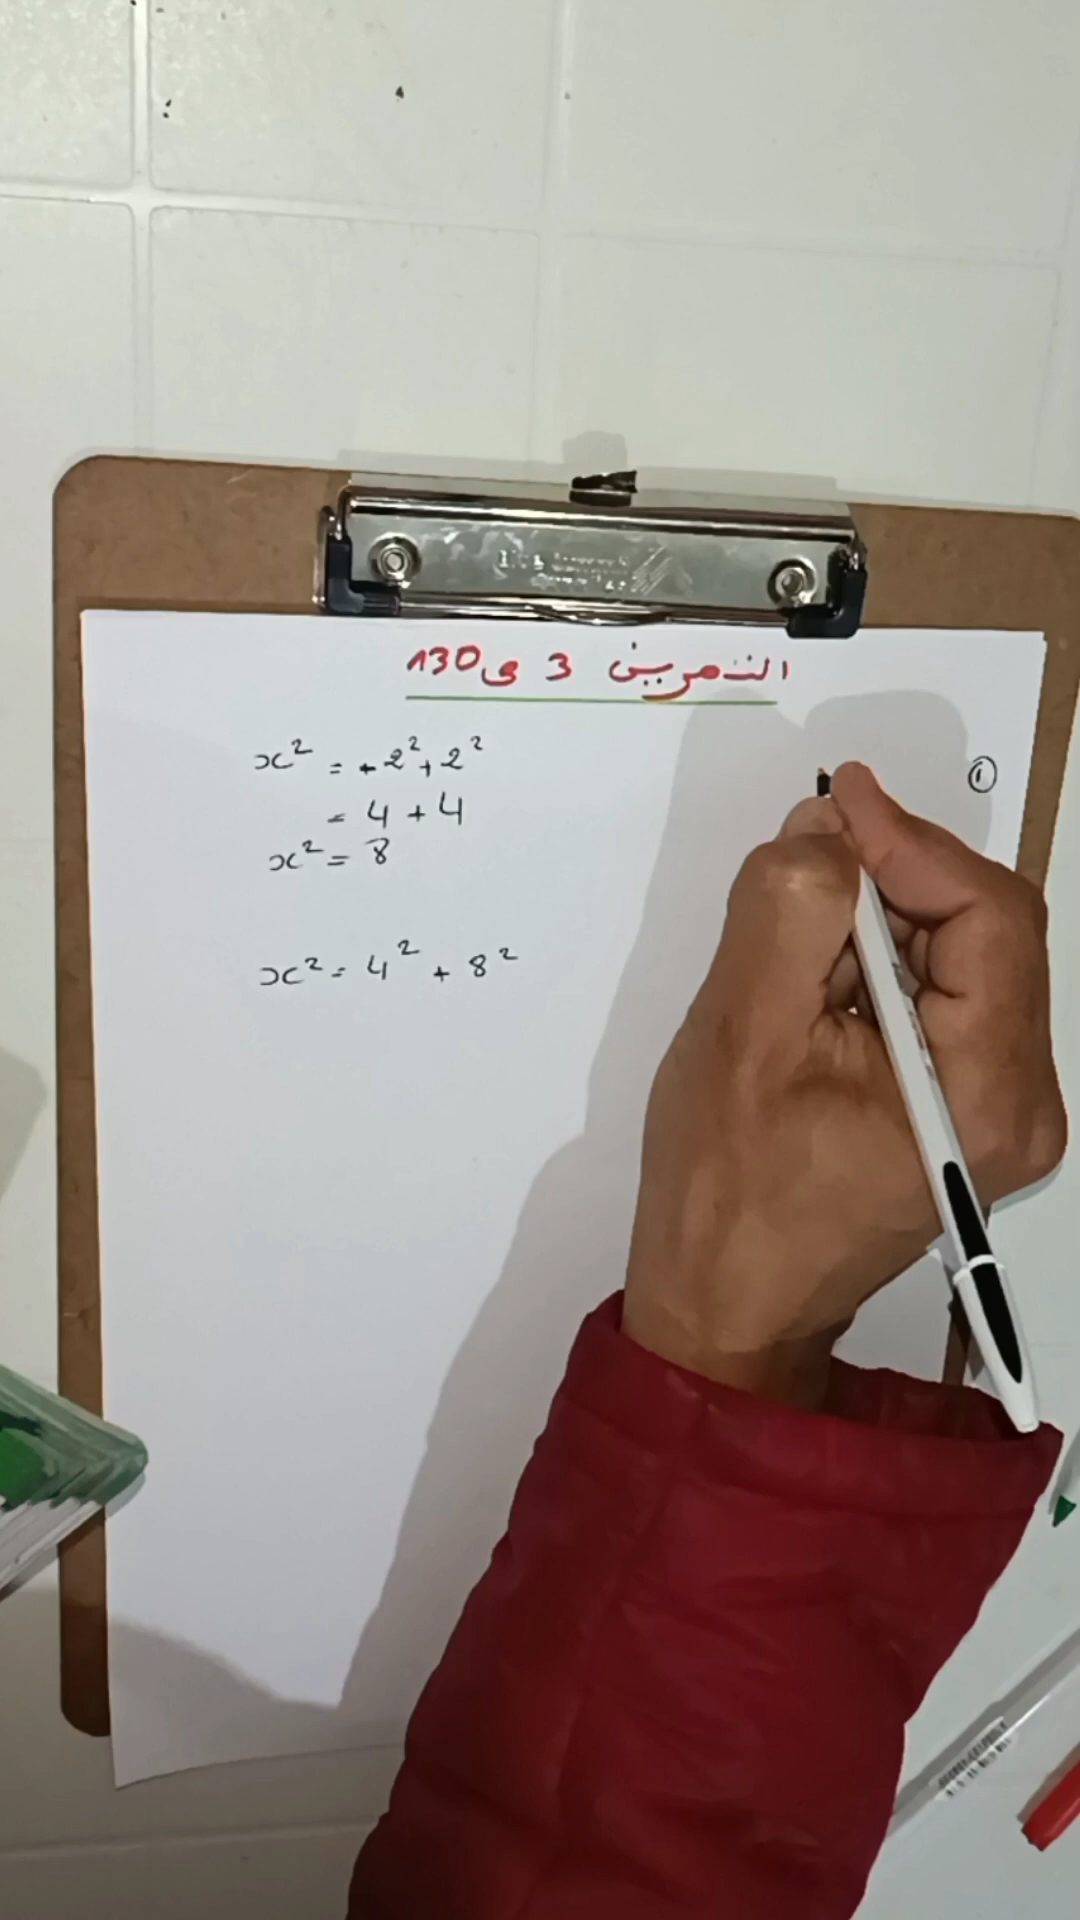 التمرين 3 ص 130
①
x² = 2² + 2²
= 4 + 4
x² = 8
x² = 4² + 8²